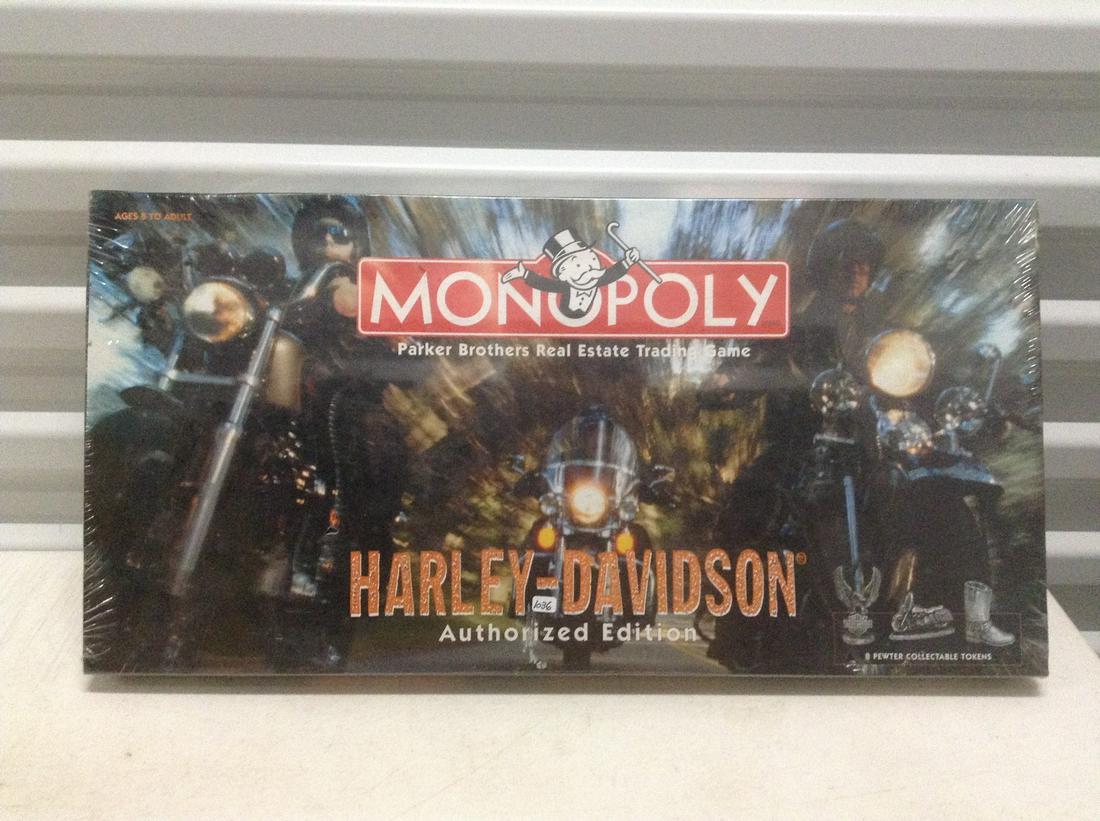 AGES 8 TO ADULT
MONOPOLY
Parker Brothers Real Estate Trading Game
HARLEY-DAVIDSON®
1036
Authorized Edition
8 PEWTER COLLECTABLE TOKENS